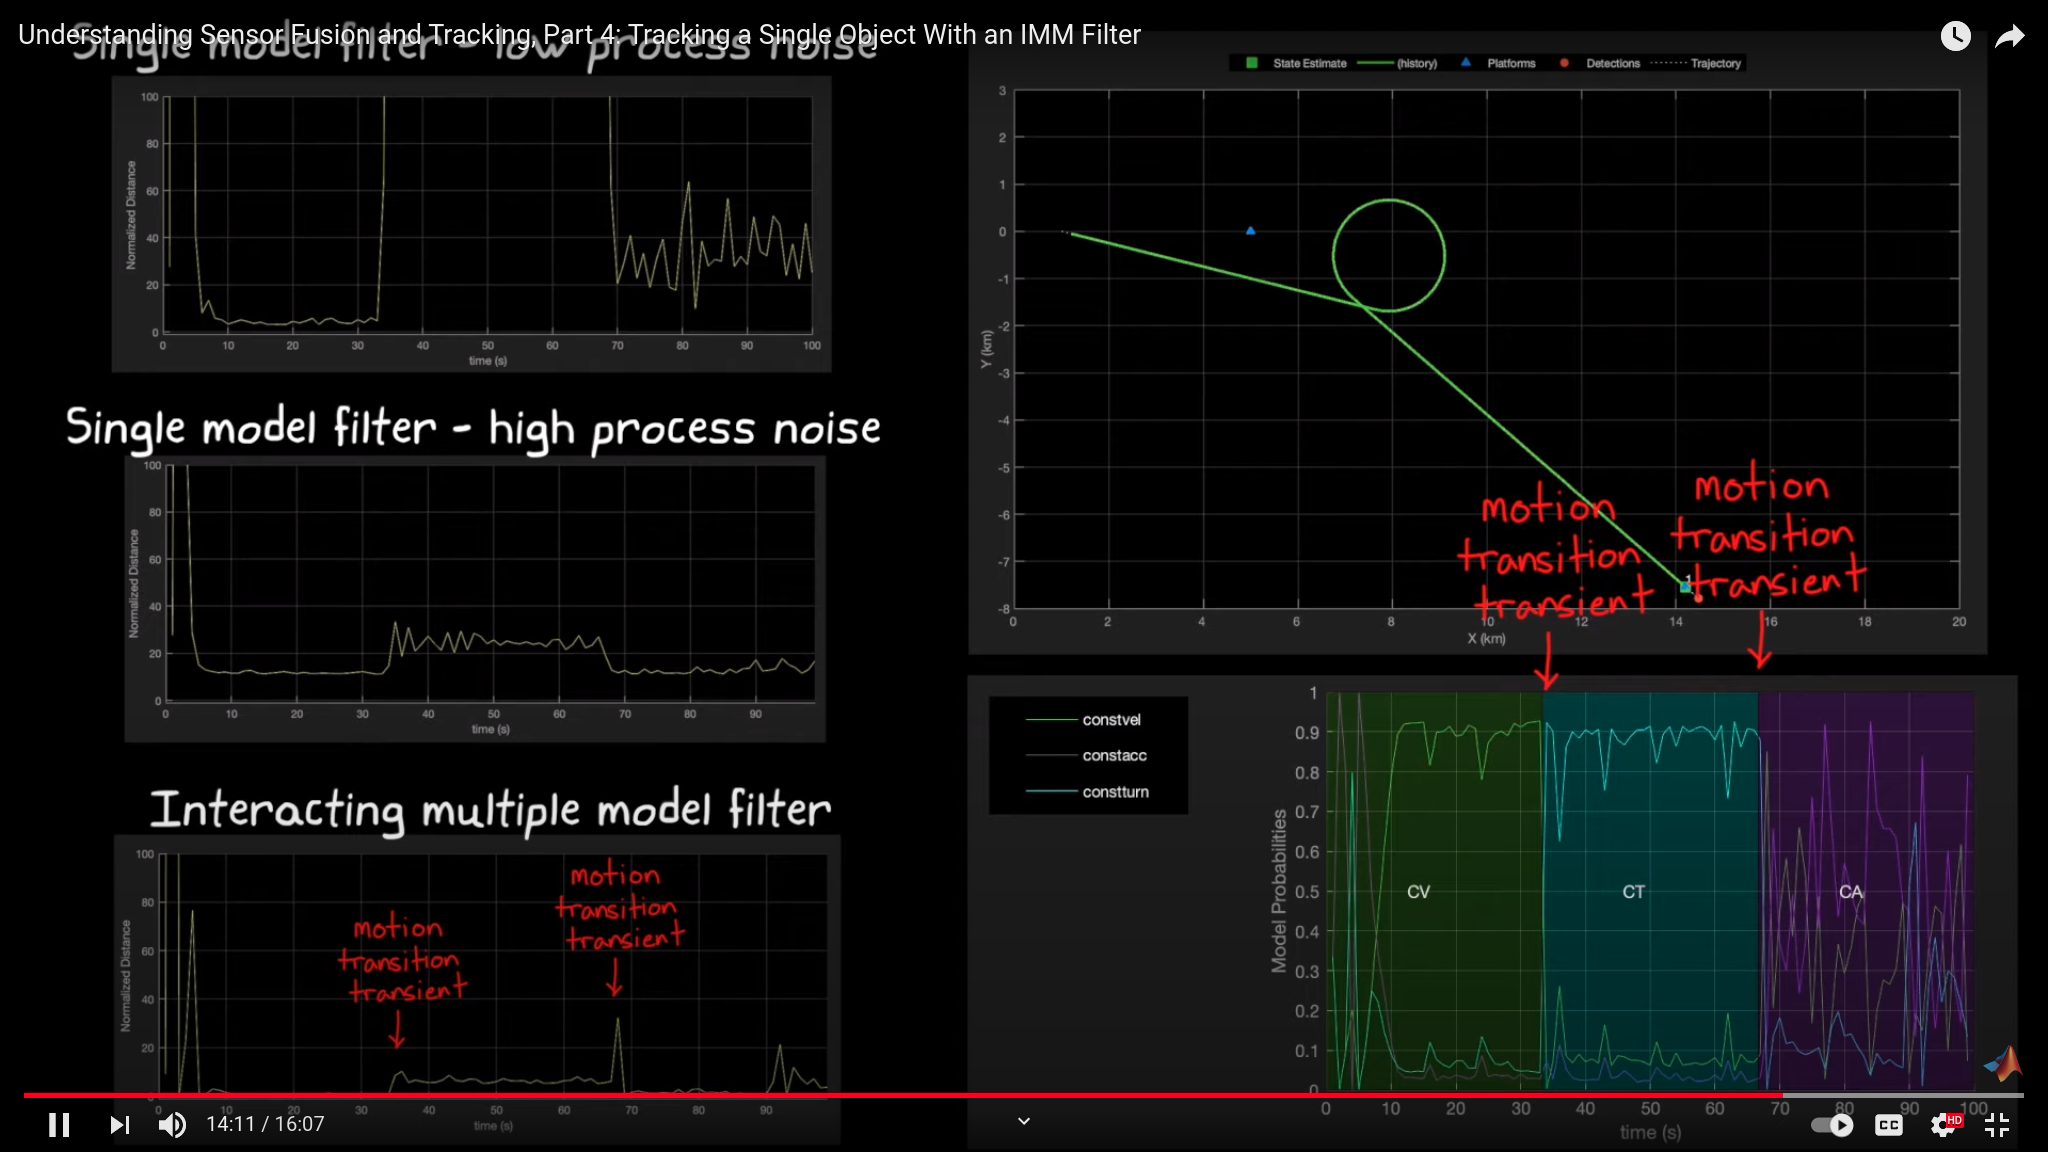 Understanding Sensor Fusion and Tracking, Part 4: Tracking a Single Object With an IMM Filter
Single model filter - low process noise
100
80
60
40
20
0
Normalized Distance
0 10 20 30 40 50 60 70 80 90 100
time (s)
Single model filter - high process noise
100
80
60
40
20
0
Normalized Distance
0 10 20 30 40 50 60 70 80 90
time (s)
Interacting multiple model filter
100
80
60
40
20
Normalized Distance
motion
transition
transient
motion
transition
transient
0 10 20 30 40 50 60 70 80 90
time (s)
State Estimate (history) Platforms Detections Trajectory
3
2
1
0
-1
-2
-3
-4
-5
-6
-7
-8
Y (km)
1
0 2 4 6 8 10 12 14 16 18 20
X (km)
motion
transition
transient
motion
transition
transient
constvel
constacc
constturn
1
0.9
0.8
0.7
0.6
0.5
0.4
0.3
0.2
0.1
0
Model Probabilities
CV CT CA
0 10 20 30 40 50 60 70 80 90 100
time (s)
14:11 / 16:07
CC
HD